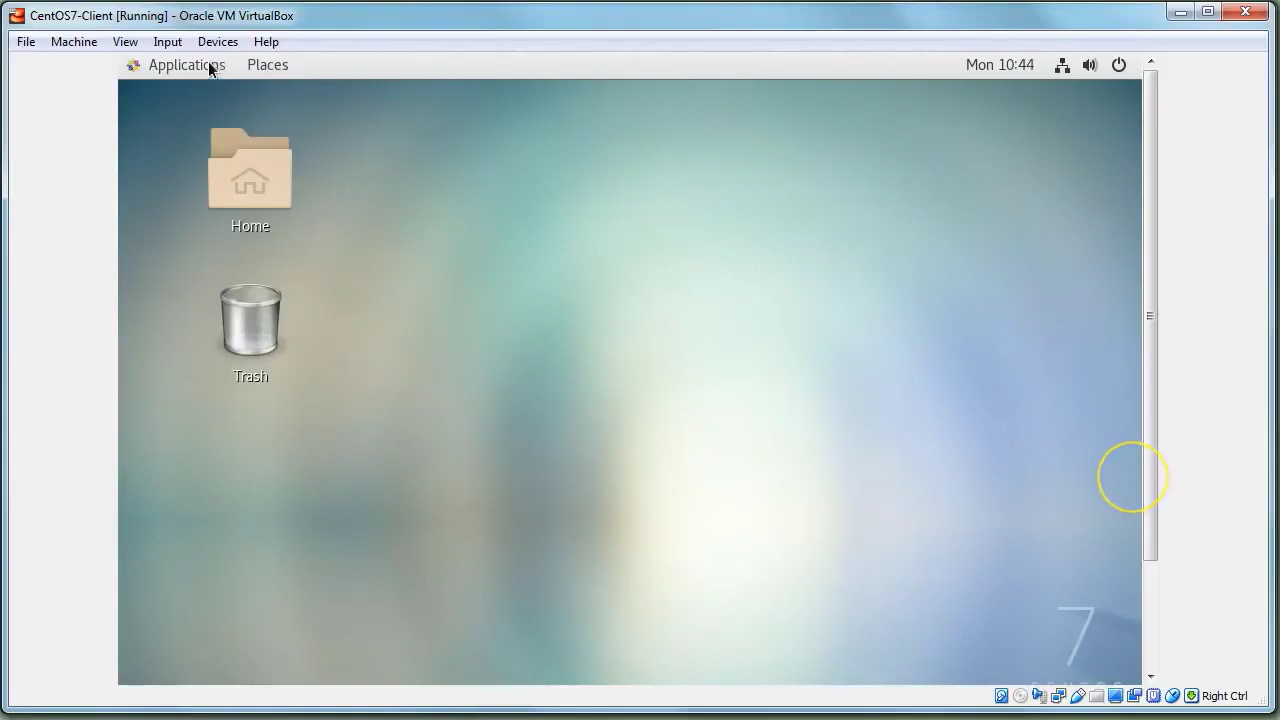 CentOS7-Client [Running] - Oracle VM VirtualBox
File Machine View Input Devices Help
Applications Places Mon 10:44
Home
Trash
7
Right Ctrl